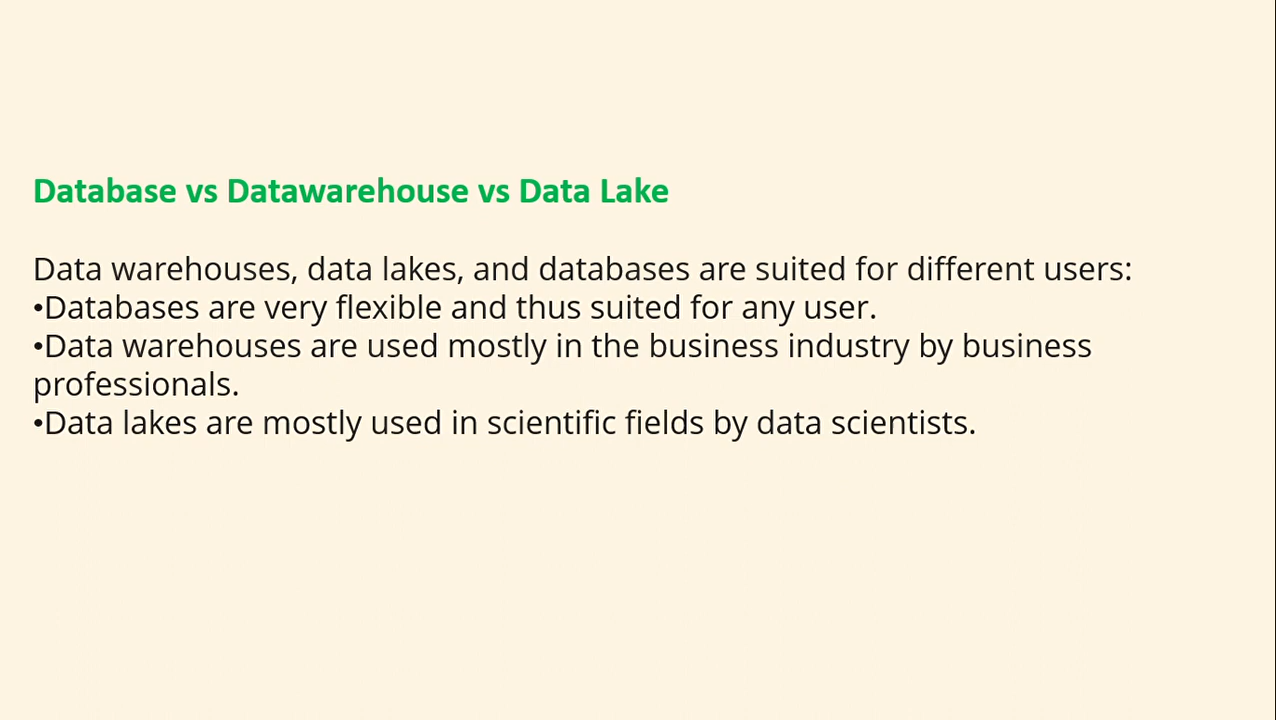 Database vs Datawarehouse vs Data Lake
Data warehouses, data lakes, and databases are suited for different users:
•Databases are very flexible and thus suited for any user.
•Data warehouses are used mostly in the business industry by business
professionals.
•Data lakes are mostly used in scientific fields by data scientists.